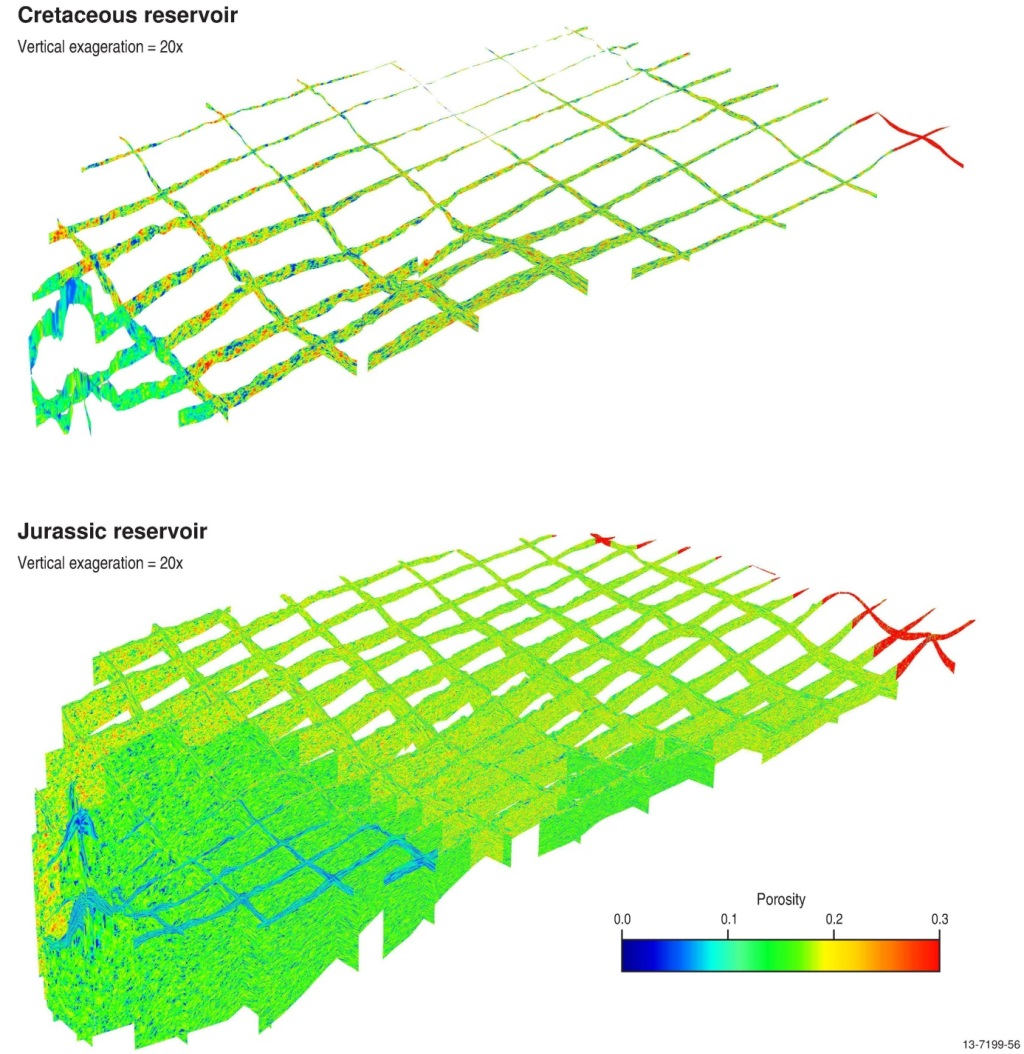 Cretaceous reservoir
Vertical exageration = 20x
Jurassic reservoir
Vertical exageration = 20x
Porosity
0.0 0.1 0.2 0.3
13-7199-56